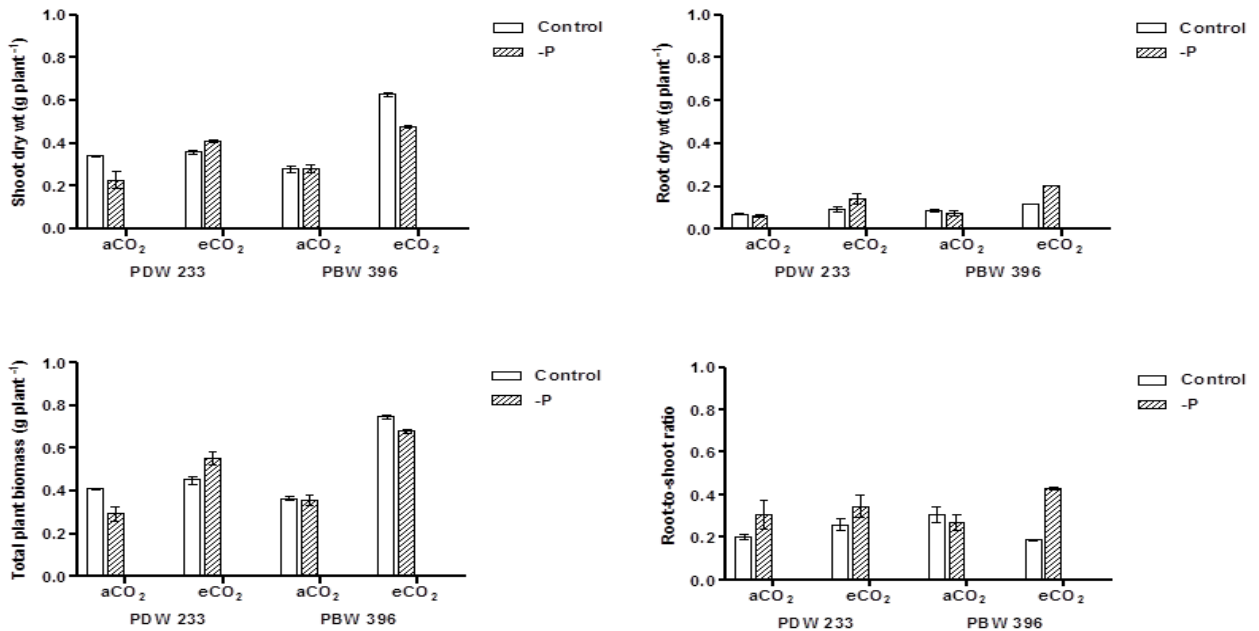 Shoot dry wt (g plant⁻¹)
1.0
0.8
0.6
0.4
0.2
0.0
aCO₂ eCO₂ aCO₂ eCO₂
PDW 233 PBW 396
Control
-P
Root dry wt (g plant⁻¹)
1.0
0.8
0.6
0.4
0.2
0.0
aCO₂ eCO₂ aCO₂ eCO₂
PDW 233 PBW 396
Control
-P
Total plant biomass (g plant⁻¹)
1.0
0.8
0.6
0.4
0.2
0.0
aCO₂ eCO₂ aCO₂ eCO₂
PDW 233 PBW 396
Control
-P
Root-to-shoot ratio
1.0
0.8
0.6
0.4
0.2
0.0
aCO₂ eCO₂ aCO₂ eCO₂
PDW 233 PBW 396
Control
-P